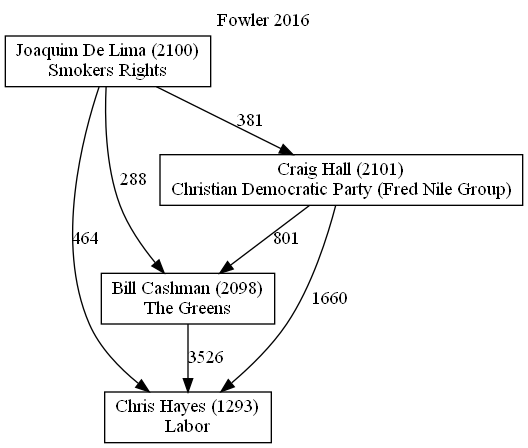 Fowler 2016
Joaquim De Lima (2100)
Smokers Rights
381
Craig Hall (2101)
Christian Democratic Party (Fred Nile Group)
288
464
801
1660
Bill Cashman (2098)
The Greens
3526
Chris Hayes (1293)
Labor